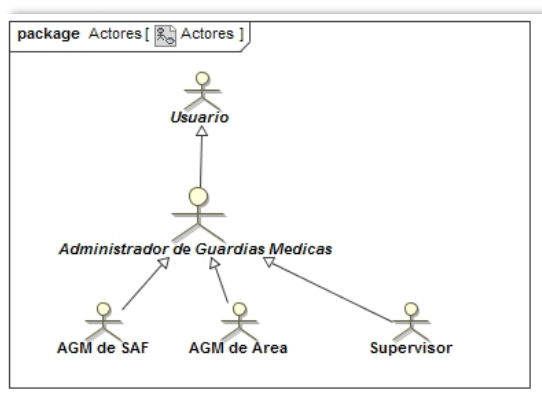 package Actores [ Actores ]
Usuario
Administrador de Guardias Medicas
AGM de SAF AGM de Area Supervisor